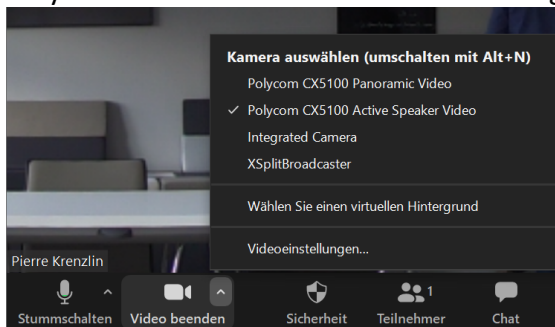 Kamera auswählen (umschalten mit Alt+N)
Polycom CX5100 Panoramic Video
✓ Polycom CX5100 Active Speaker Video
Integrated Camera
XSplitBroadcaster
Wählen Sie einen virtuellen Hintergrund
Videoeinstellungen...
Pierre Krenzlin
1
Stummschalten Video beenden Sicherheit Teilnehmer Chat